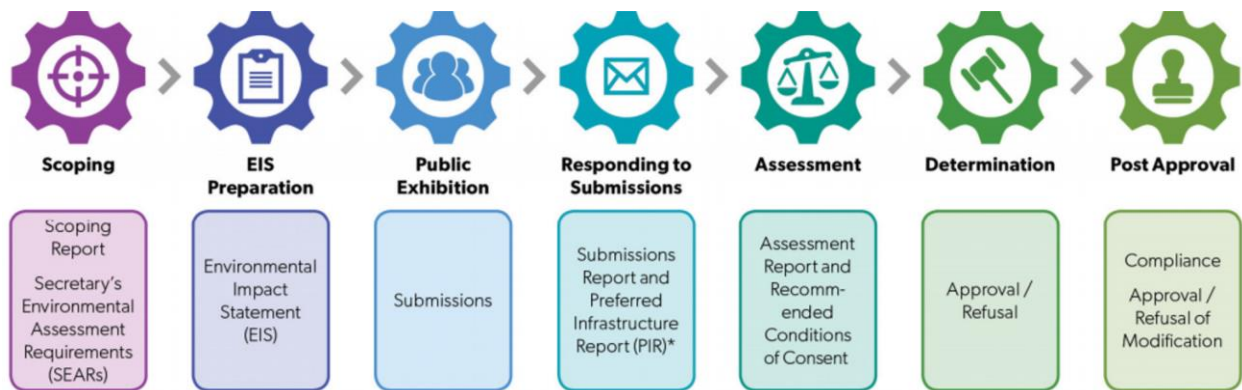 Scoping
EIS
Preparation
Public
Exhibition
Responding to
Submissions
Assessment
Determination
Post Approval
Scoping
Report
Secretary's
Environmental
Assessment
Requirements
(SEARs)
Environmental
Impact
Statement
(EIS)
Submissions
Submissions
Report and
Preferred
Infrastructure
Report (PIR)*
Assessment
Report and
Recomm-
ended
Conditions
of Consent
Approval /
Refusal
Compliance
Approval /
Refusal of
Modification